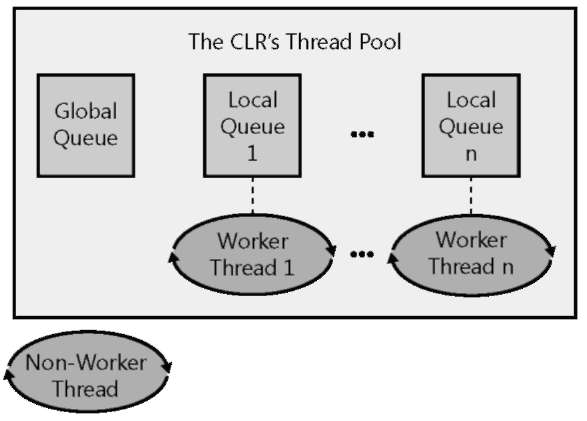 The CLR's Thread Pool
Global
Queue
Local
Queue
1
...
Local
Queue
n
Worker
Thread 1
...
Worker
Thread n
Non-Worker
Thread